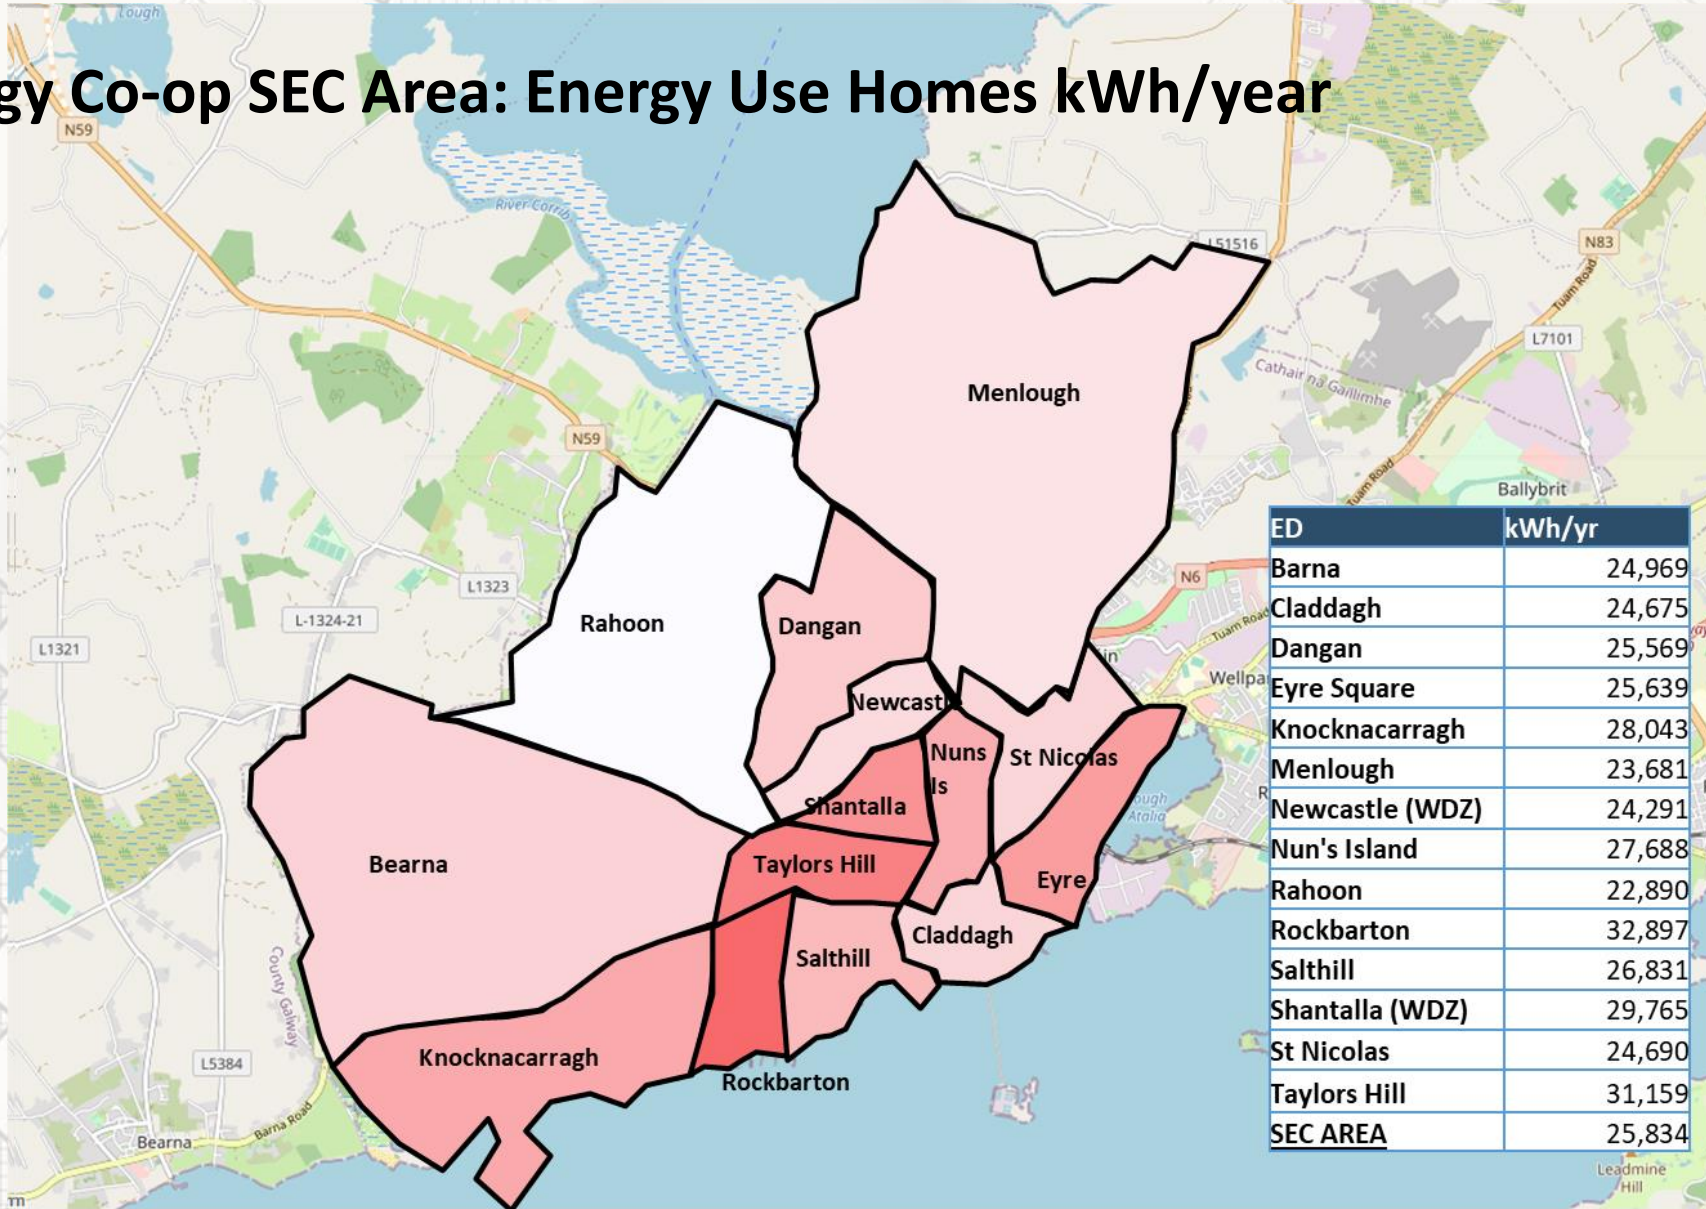 gy Co-op SEC Area: Energy Use Homes kWh/year
Lough
N59
River Corrib
L51516
N83
Tuam Road
L7101
Cathair na Gaillimhe
Menlough
N59
Tuam Road
Ballybrit
L1323
L-1324-21
L1321
Rahoon
Dangan
N6
Tuam Road
Wellpa
Newcastle
Nuns
Is
St Nicolas
Shantalla
Lough
Atalia
Bearna
Taylors Hill
Eyre
Claddagh
Salthill
County Galway
Knocknacarragh
Rockbarton
L5384
Barna Road
Bearna
Leadmine
Hill
ED kWh/yr
Barna 24,969
Claddagh 24,675
Dangan 25,569
Eyre Square 25,639
Knocknacarragh 28,043
Menlough 23,681
Newcastle (WDZ) 24,291
Nun's Island 27,688
Rahoon 22,890
Rockbarton 32,897
Salthill 26,831
Shantalla (WDZ) 29,765
St Nicolas 24,690
Taylors Hill 31,159
SEC AREA 25,834